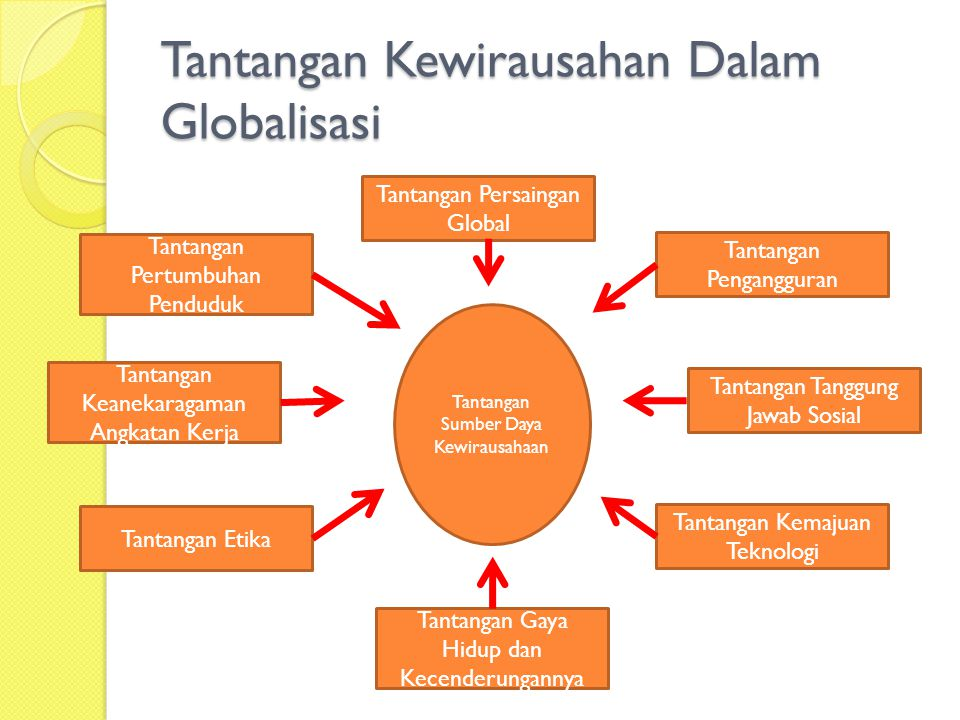 Tantangan Kewirausahan Dalam
Globalisasi
Tantangan Persaingan
Global
Tantangan
Pertumbuhan
Penduduk
Tantangan
Pengangguran
Tantangan
Keanekaragaman
Angkatan Kerja
Tantangan
Sumber Daya
Kewirausahaan
Tantangan Tanggung
Jawab Sosial
Tantangan Etika
Tantangan Kemajuan
Teknologi
Tantangan Gaya
Hidup dan
Kecenderungannya